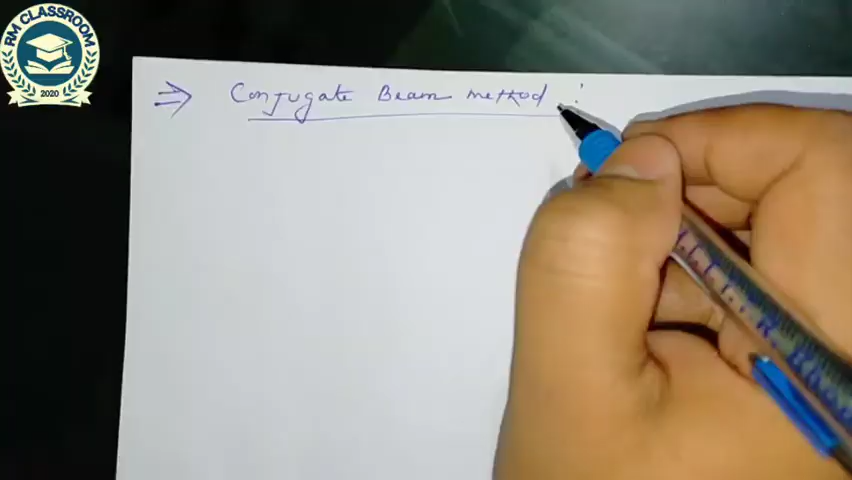 RM CLASSROOM
2020
⇒ Conjugate Beam method :